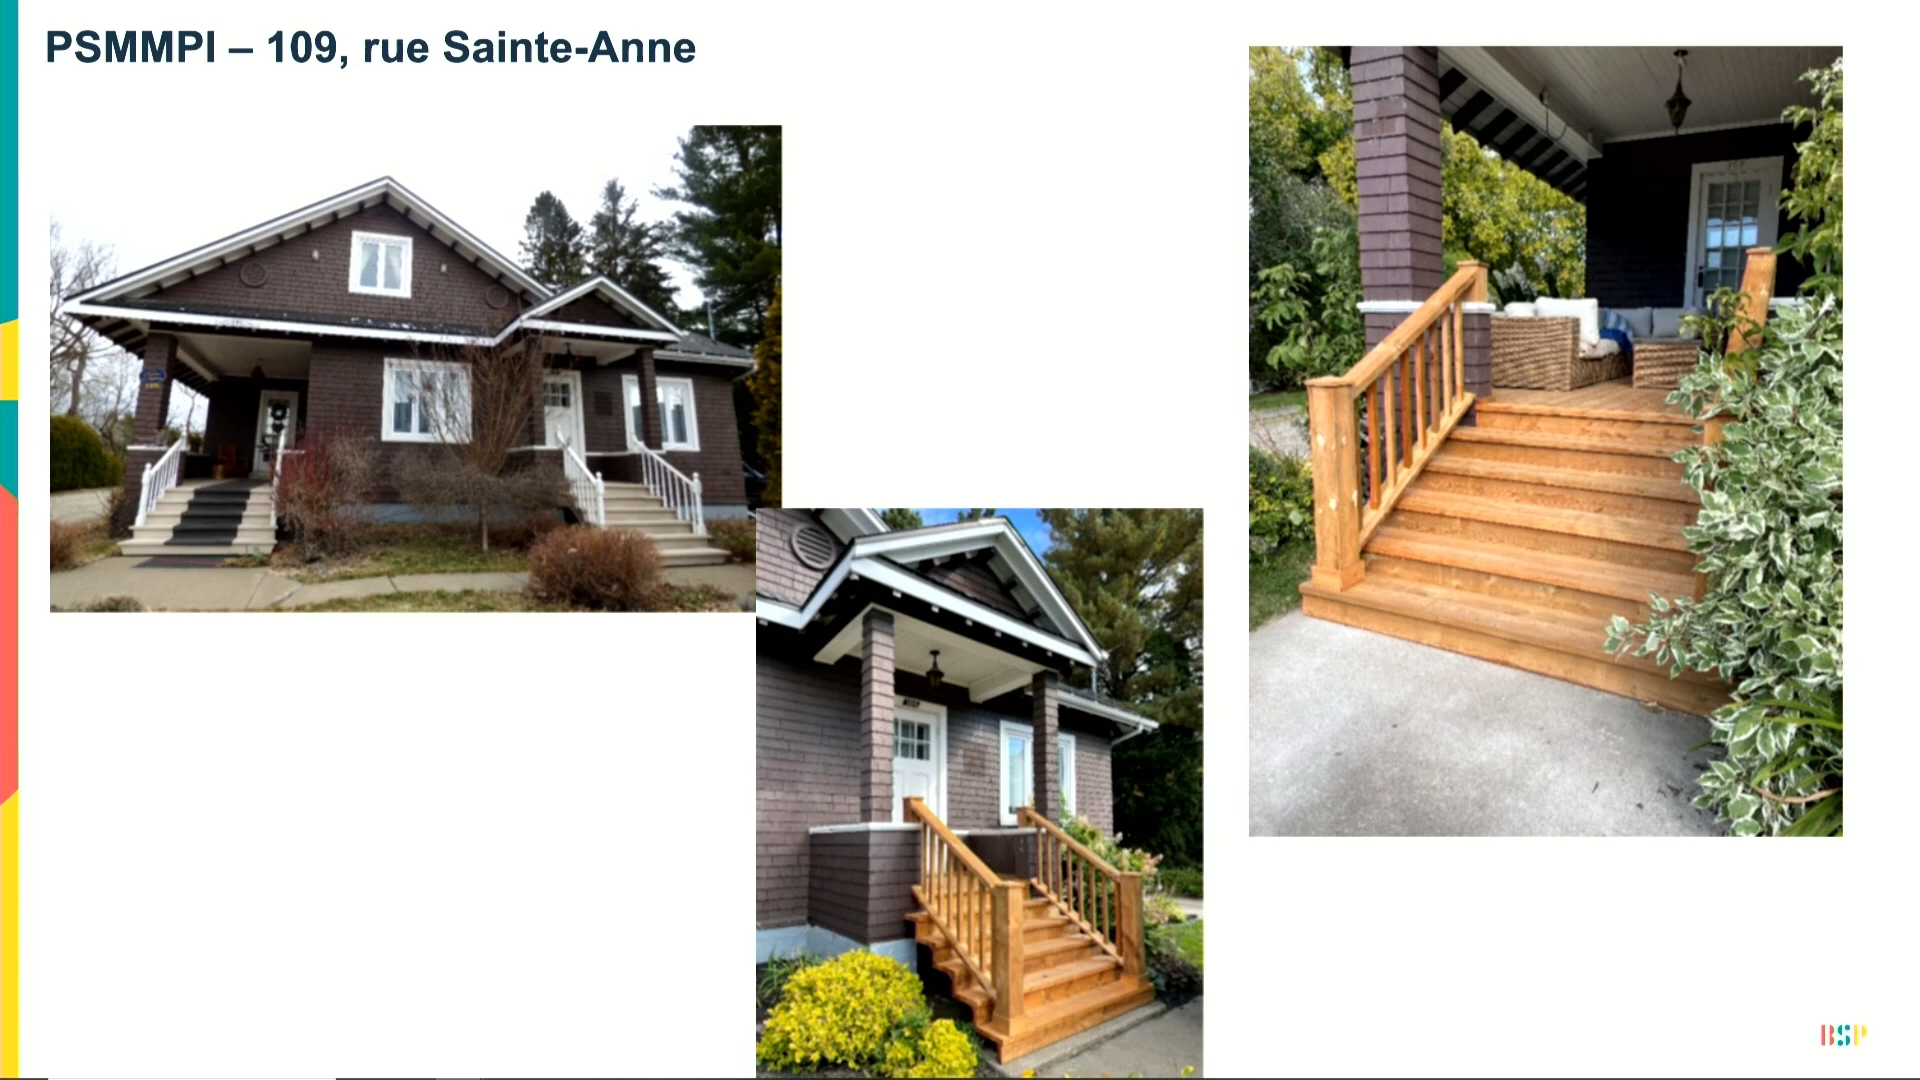 PSMMPI – 109, rue Sainte-Anne
BSP